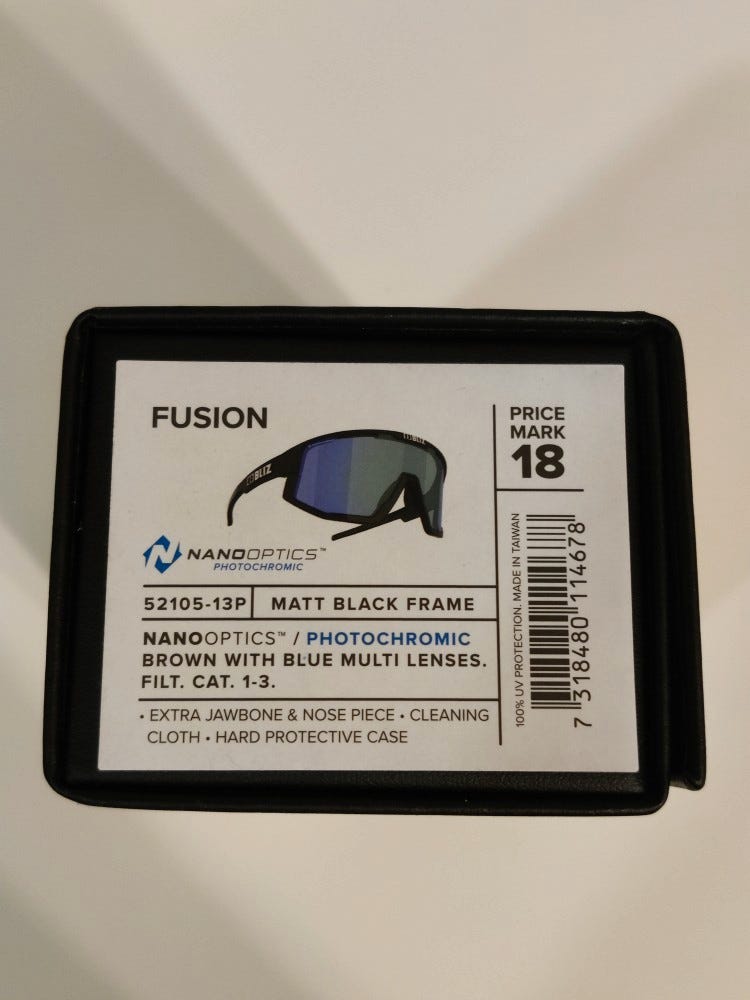 FUSION
BLIZ
BLIZ
NANOOPTICS™
PHOTOCHROMIC
52105-13P
MATT BLACK FRAME
NANOOPTICS™ / PHOTOCHROMIC
BROWN WITH BLUE MULTI LENSES.
FILT. CAT. 1-3.
• EXTRA JAWBONE & NOSE PIECE • CLEANING
CLOTH • HARD PROTECTIVE CASE
PRICE
MARK
18
100% UV PROTECTION. MADE IN TAIWAN
7 318480 114678